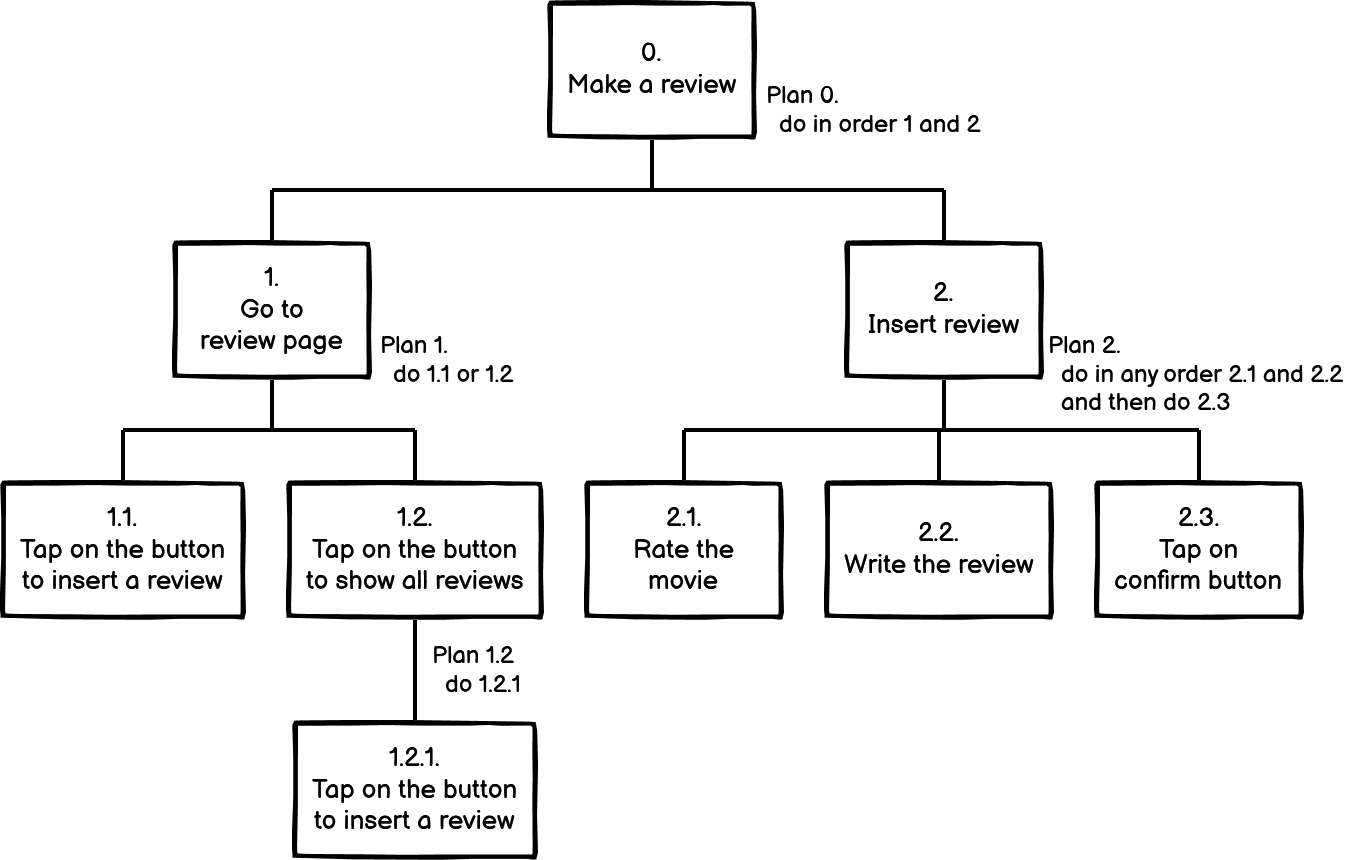 0.
Make a review
Plan 0.
do in order 1 and 2
1.
Go to
review page
Plan 1.
do 1.1 or 1.2
2.
Insert review
Plan 2.
do in any order 2.1 and 2.2
and then do 2.3
1.1.
Tap on the button
to insert a review
1.2.
Tap on the button
to show all reviews
2.1.
Rate the
movie
2.2.
Write the review
2.3.
Tap on
confirm button
Plan 1.2
do 1.2.1
1.2.1.
Tap on the button
to insert a review